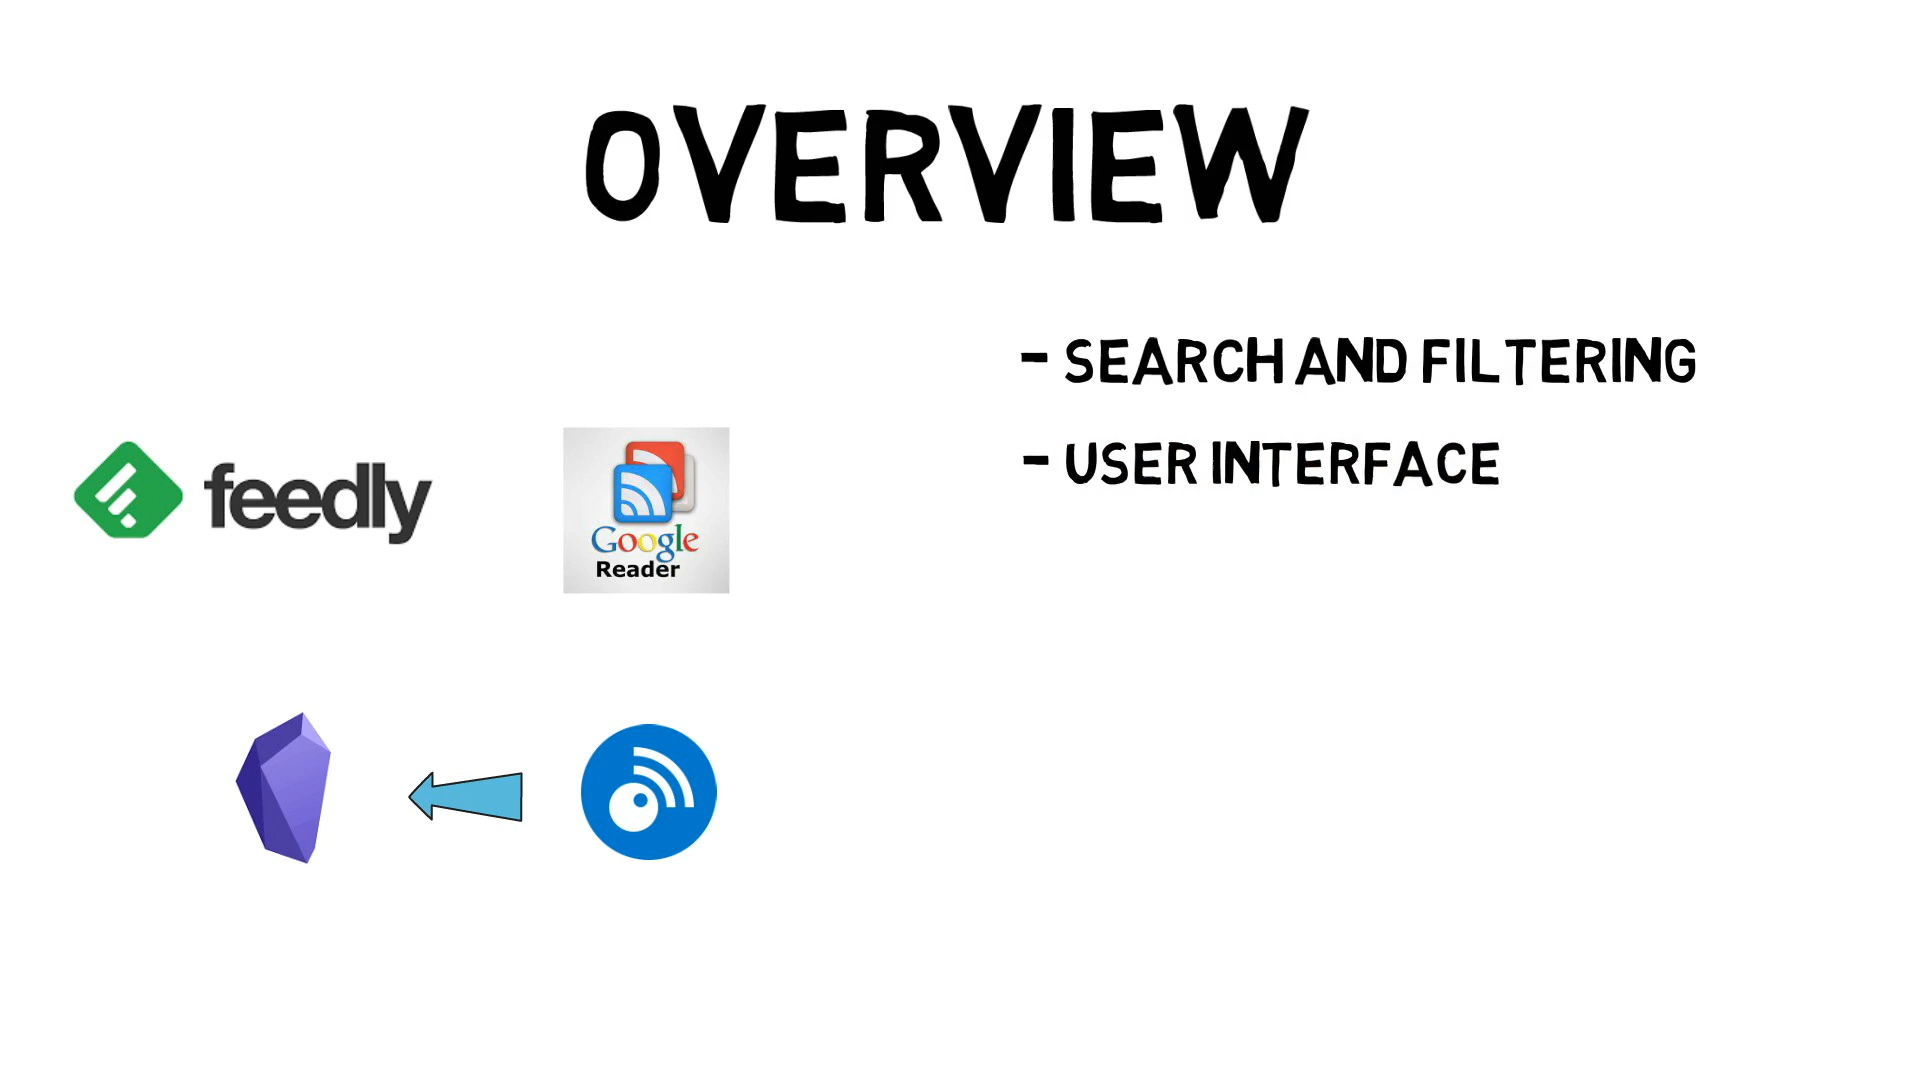 OVERVIEW
- SEARCH AND FILTERING
- USER INTERFACE
feedly
Google
Reader